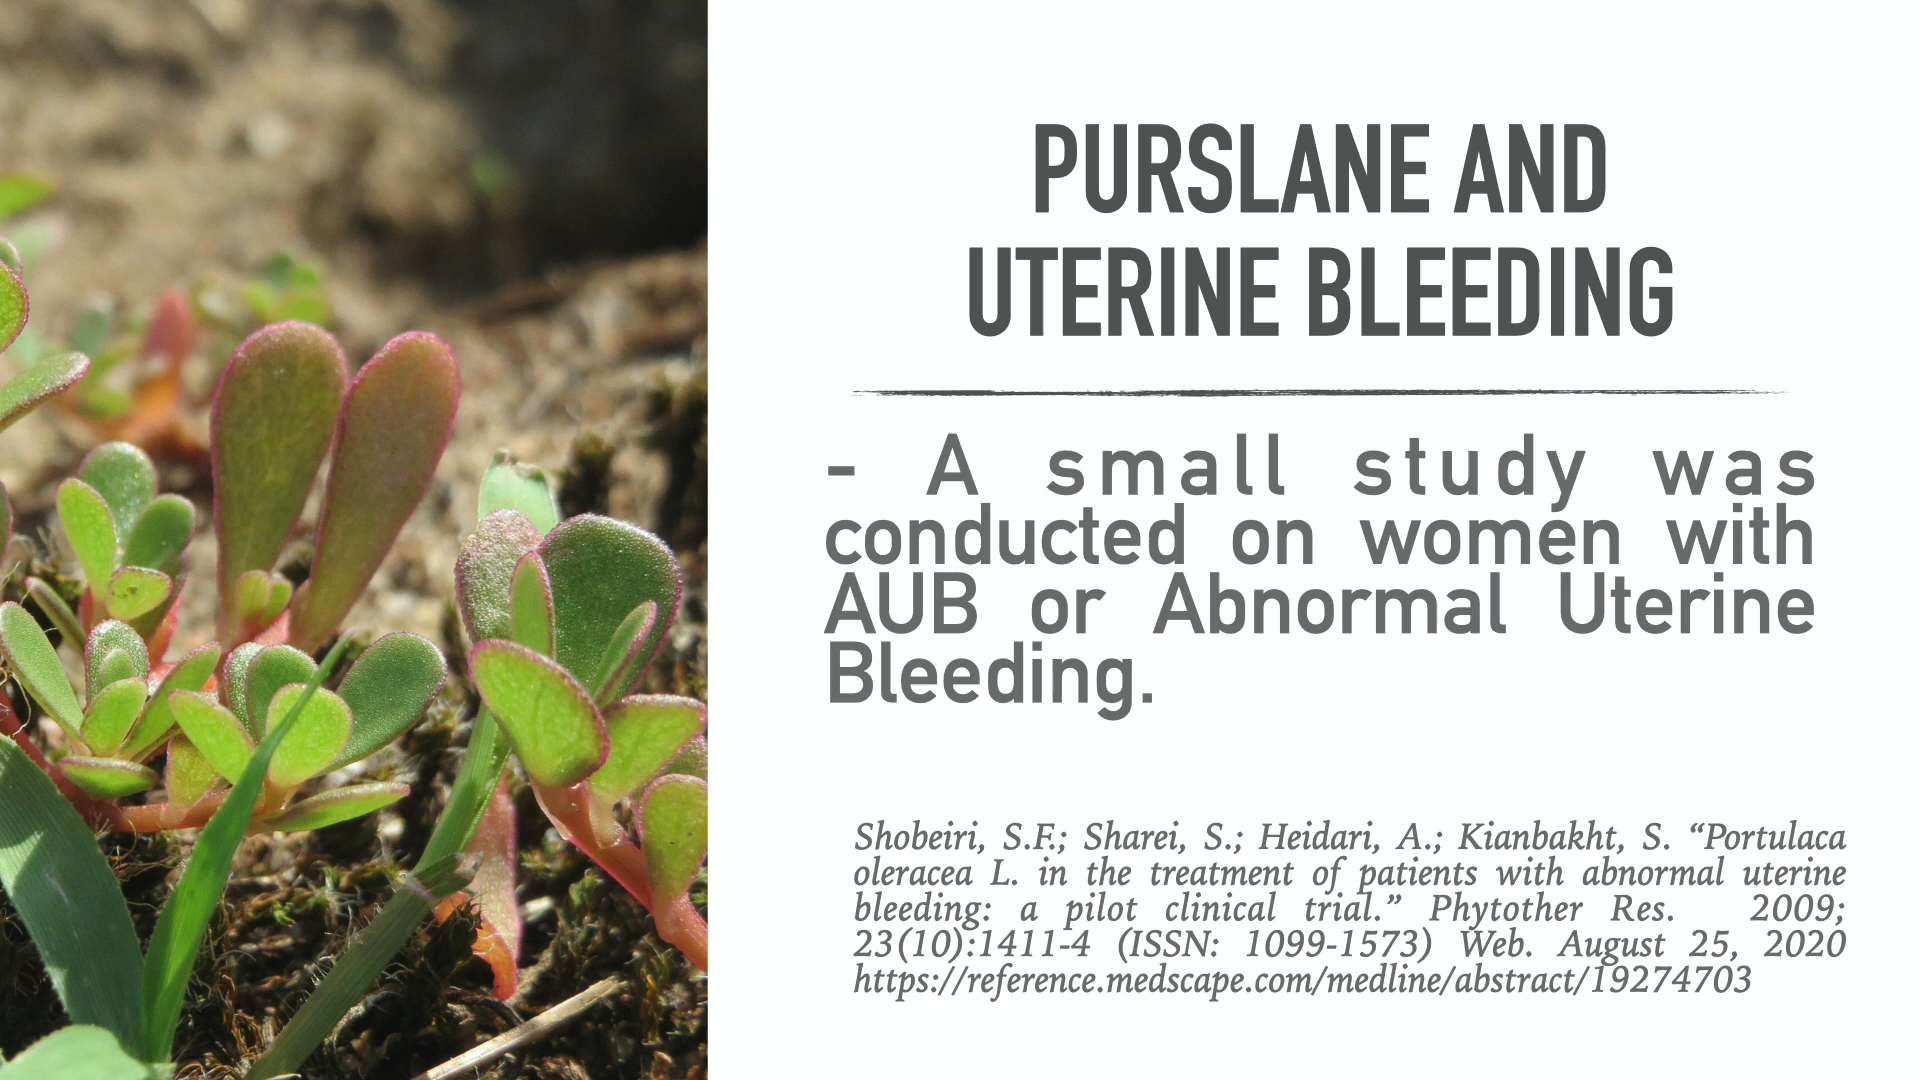 PURSLANE AND
UTERINE BLEEDING
- A small study was
conducted on women with
AUB or Abnormal Uterine
Bleeding.
Shobeiri, S.F.; Sharei, S.; Heidari, A.; Kianbakht, S. “Portulaca
oleracea L. in the treatment of patients with abnormal uterine
bleeding: a pilot clinical trial.” Phytother Res. 2009;
23(10):1411-4 (ISSN: 1099-1573) Web. August 25, 2020
https://reference.medscape.com/medline/abstract/19274703